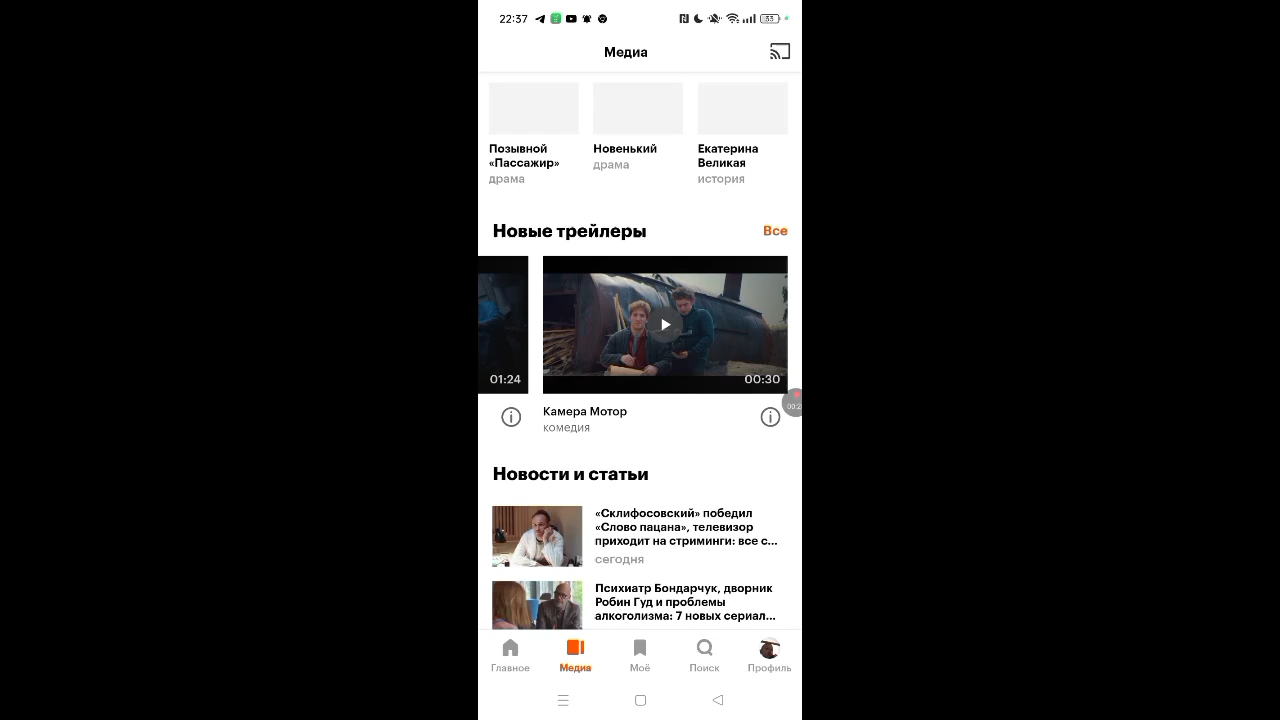 22:37
33
Медиа
Позывной
«Пассажир»
драма
Новенький
драма
Екатерина
Великая
история
Новые трейлеры
Все
01:24
00:30
Камера Мотор
комедия
Новости и статьи
«Склифосовский» победил
«Слово пацана», телевизор
приходит на стриминги: все с...
сегодня
Психиатр Бондарчук, дворник
Робин Гуд и проблемы
алкоголизма: 7 новых сериал...
Главное
Медиа
Моё
Поиск
Профиль